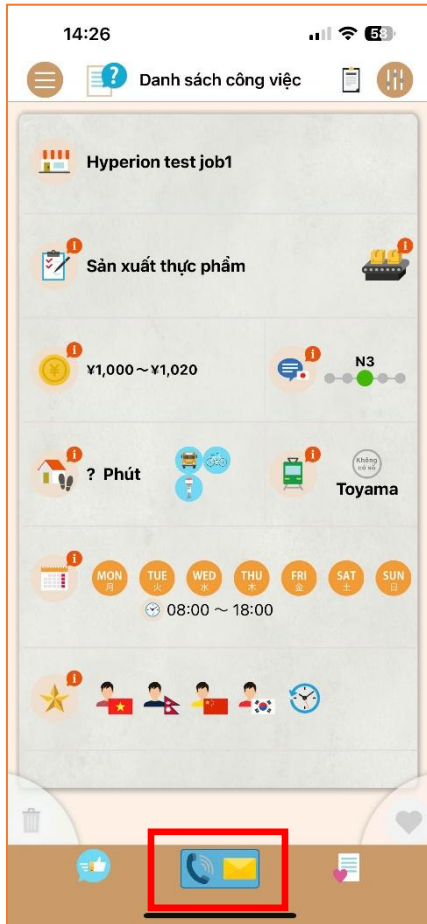 14:26
58
Danh sách công việc
Hyperion test job1
Sản xuất thực phẩm
¥1,000～¥1,020
N3
? Phút
Không có số
Toyama
MON 月 TUE 火 WED 水 THU 木 FRI 金 SAT 土 SUN 日
08:00 ～ 18:00